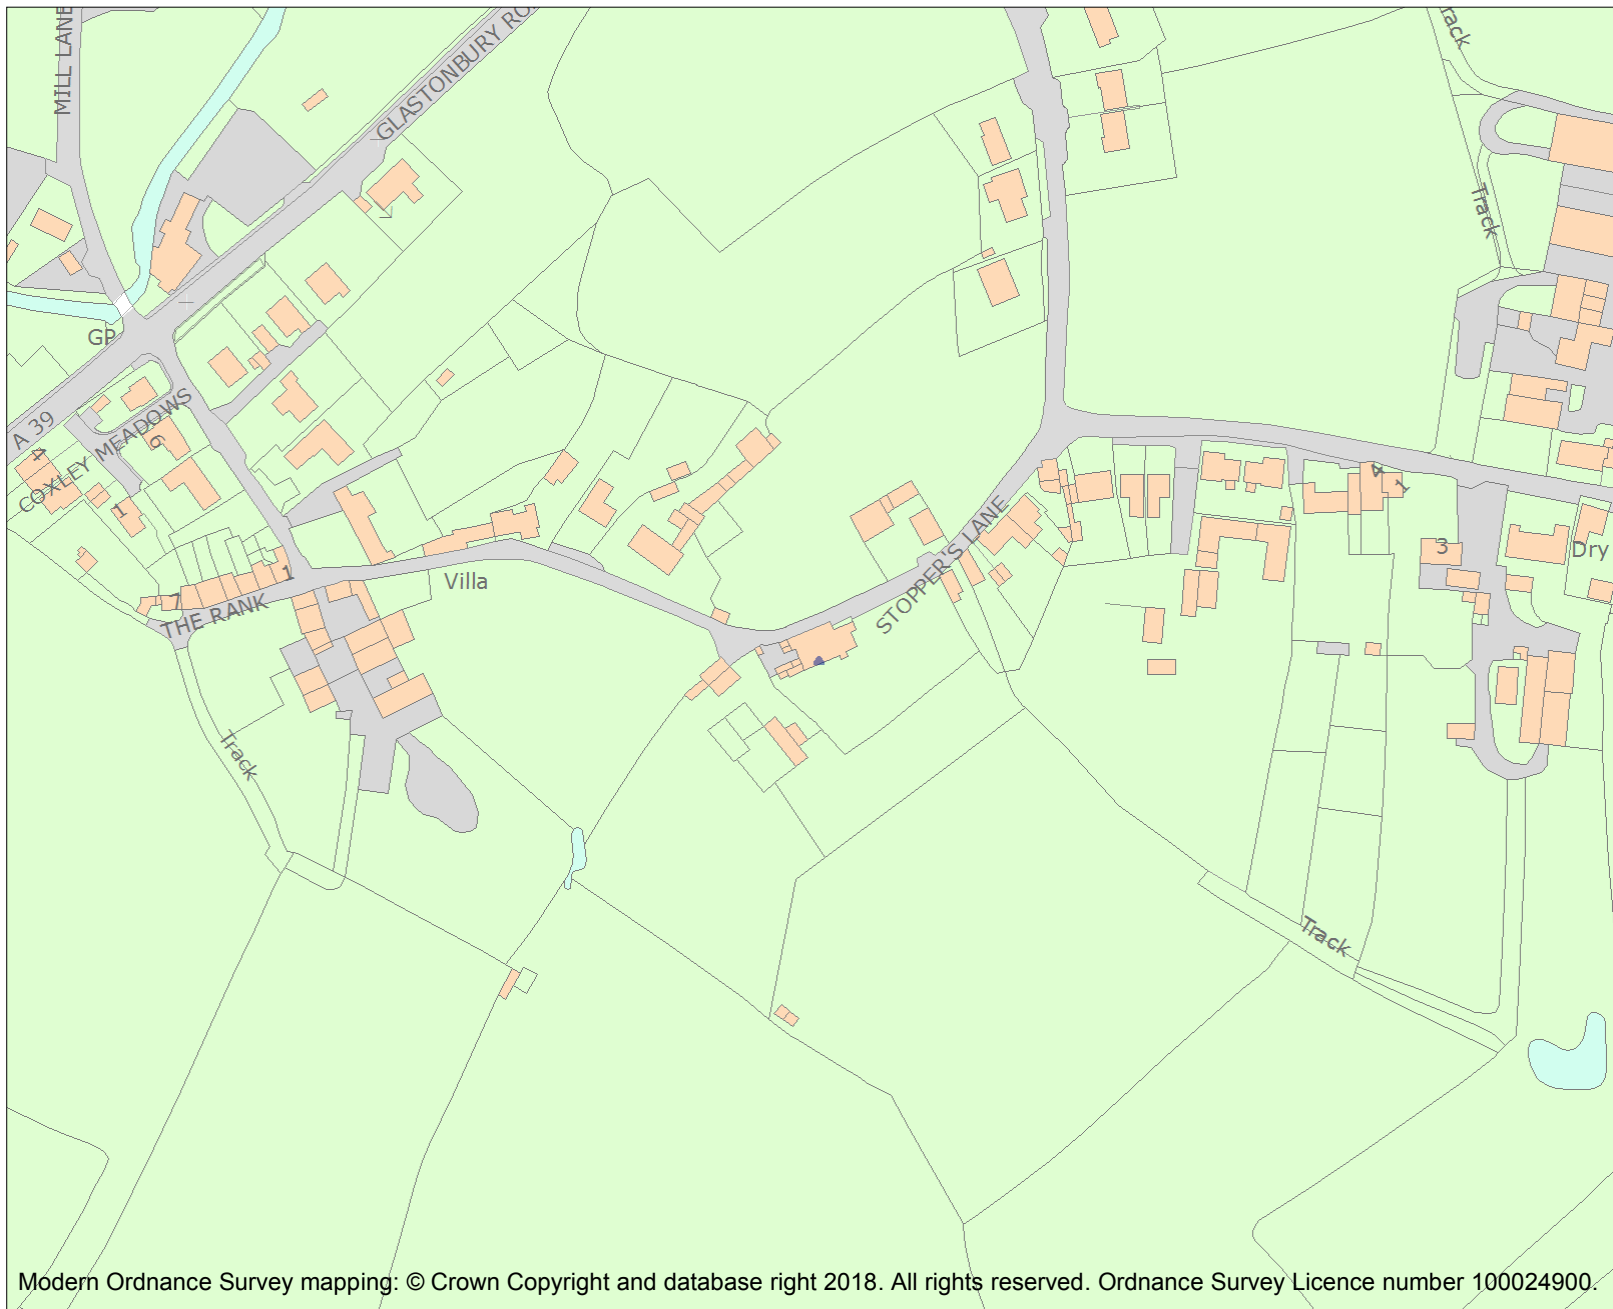 MILL LANE
GLASTONBURY RO
Track
Track
GP
A 39
COXLEY MEADOWS
4
6
1
7
1
THE RANK
Villa
STOPPER'S LANE
4
1
3
Dry
Track
Track
Modern Ordnance Survey mapping: © Crown Copyright and database right 2018. All rights reserved. Ordnance Survey Licence number 100024900.